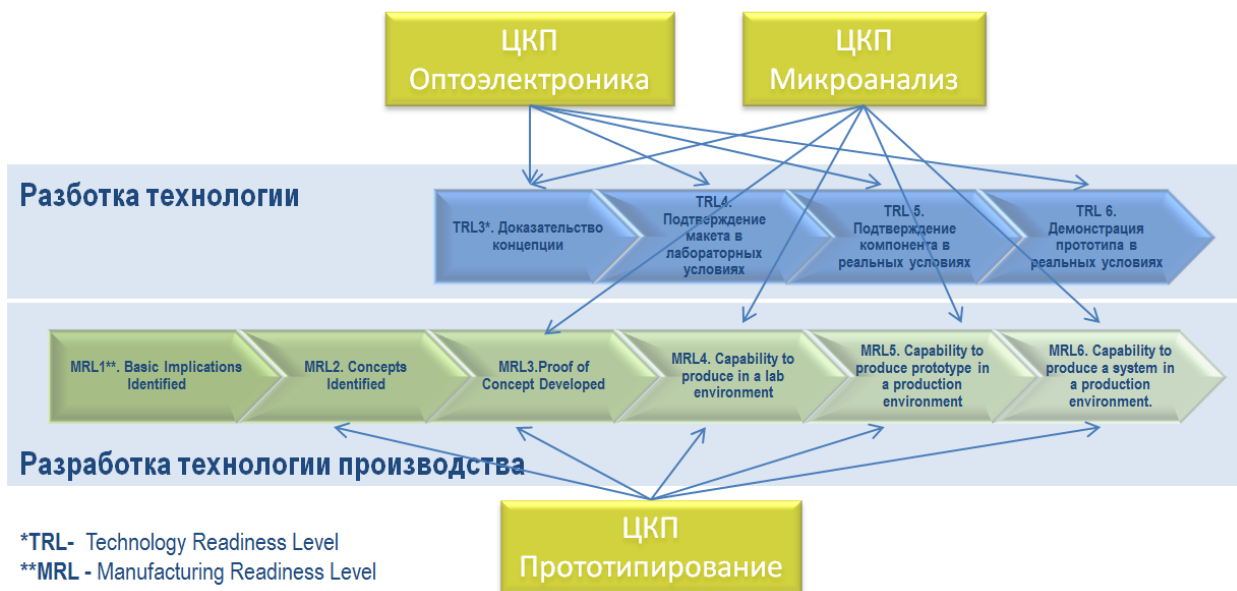 ЦКП
Оптоэлектроника
ЦКП
Микроанализ
Разботка технологии
TRL3*. Доказательство
концепции
TRL4.
Подтверждение
макета в
лабораторных
условиях
TRL 5.
Подтверждение
компонента в
реальных условиях
TRL 6.
Демонстрация
прототипа в
реальных условиях
MRL1**. Basic Implications
Identified
MRL2. Concepts
Identified
MRL3.Proof of
Concept Developed
MRL4. Capability to
produce in a lab
environment
MRL5. Capability to
produce prototype in
a production
environment
MRL6. Capability to
produce a system in
a production
environment.
Разработка технологии производства
ЦКП
Прототипирование
*TRL- Technology Readiness Level
**MRL - Manufacturing Readiness Level